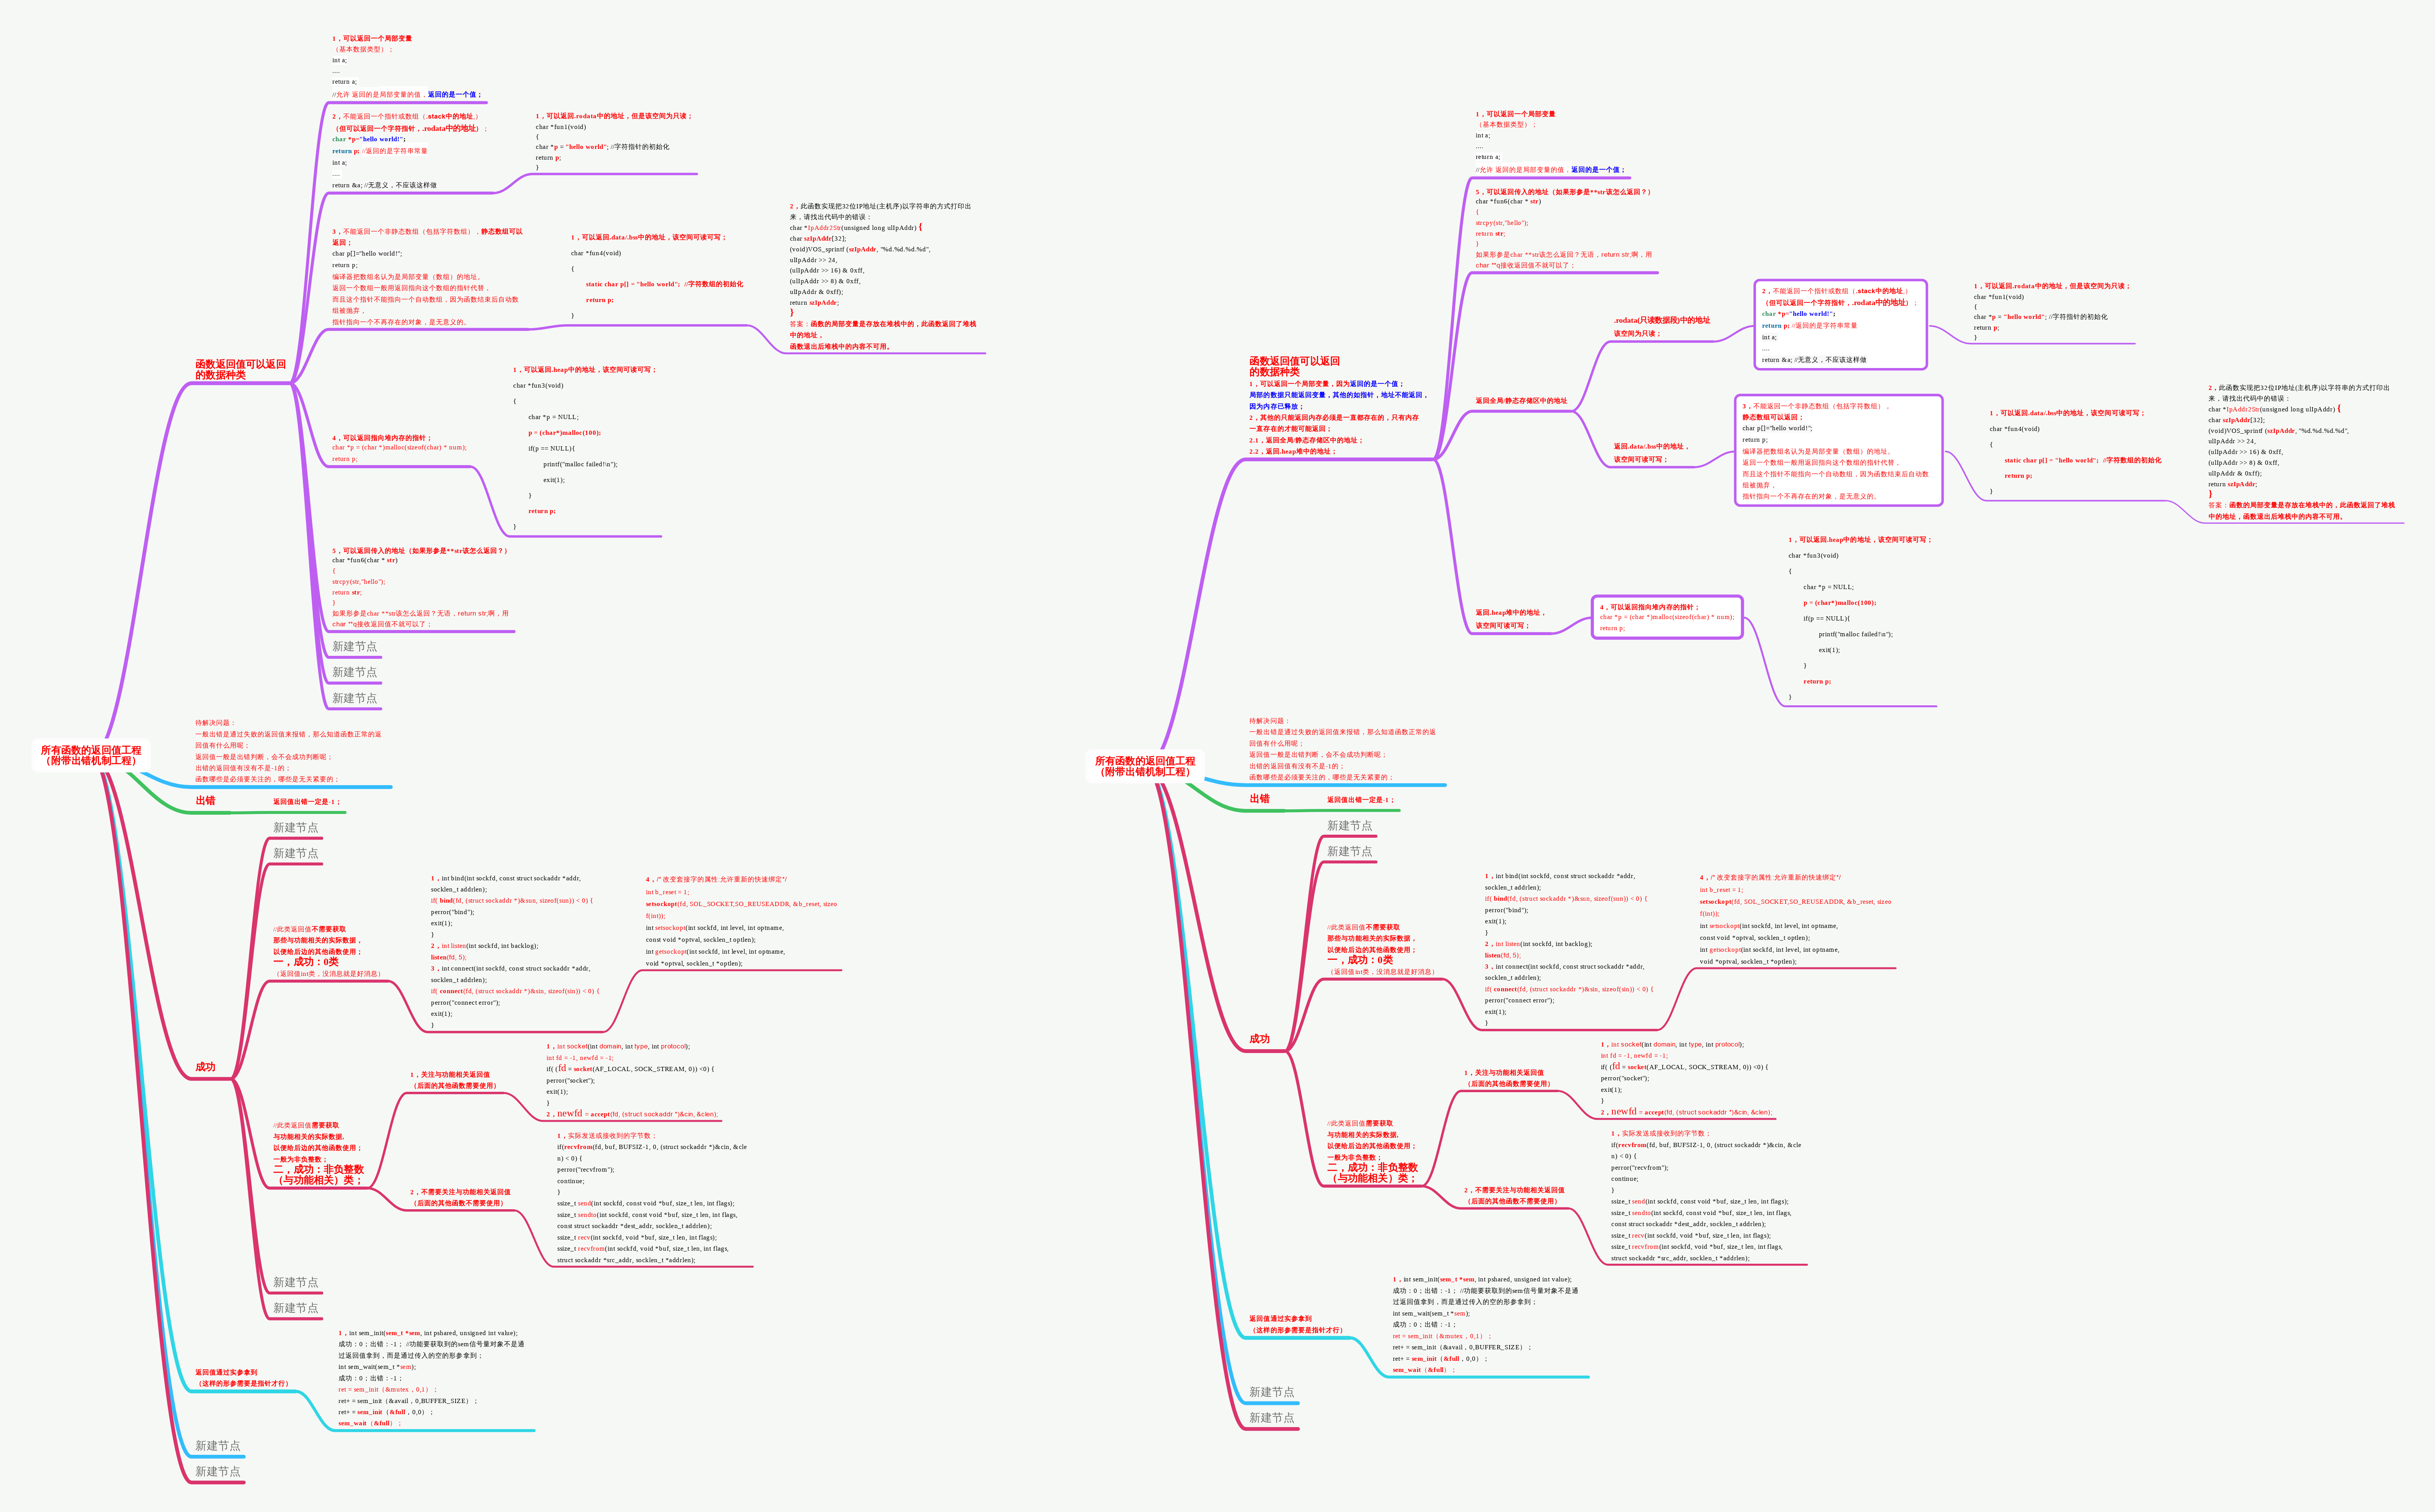 所有函数的返回值工程
（附带出错机制工程）
函数返回值可以返回
的数据种类
1，可以返回一个局部变量
（基本数据类型）；
int a;
....
return a;
//允许 返回的是局部变量的值，返回的是一个值；
2，不能返回一个指针或数组（.stack中的地址,）
（但可以返回一个字符指针，.rodata中的地址）；
char *p="hello world!";
return p; //返回的是字符串常量
int a;
....
return &a; //无意义，不应该这样做
1，可以返回.rodata中的地址，但是该空间为只读；
char *fun1(void)
{
char *p = "hello world"; //字符指针的初始化
return p;
}
3，不能返回一个非静态数组（包括字符数组），静态数组可以
返回；
char p[]="hello world!";
return p;
编译器把数组名认为是局部变量（数组）的地址。
返回一个数组一般用返回指向这个数组的指针代替，
而且这个指针不能指向一个自动数组，因为函数结束后自动数
组被抛弃，
指针指向一个不再存在的对象，是无意义的。
1，可以返回.data/.bss中的地址，该空间可读可写；
char *fun4(void)
{
static char p[] = "hello world"; //字符数组的初始化
return p;
}
2，此函数实现把32位IP地址(主机序)以字符串的方式打印出
来，请找出代码中的错误：
char *IpAddr2Str(unsigned long ulIpAddr) {
char szIpAddr[32];
(void)VOS_sprintf (szIpAddr, "%d.%d.%d.%d",
ulIpAddr >> 24,
(ulIpAddr >> 16) & 0xff,
(ulIpAddr >> 8) & 0xff,
ulIpAddr & 0xff);
return szIpAddr;
}
答案：函数的局部变量是存放在堆栈中的，此函数返回了堆栈
中的地址，
函数退出后堆栈中的内容不可用。
4，可以返回指向堆内存的指针；
char *p = (char *)malloc(sizeof(char) * num);
return p;
1，可以返回.heap中的地址，该空间可读可写；
char *fun3(void)
{
char *p = NULL;
p = (char*)malloc(100);
if(p == NULL){
printf("malloc failed!\n");
exit(1);
}
return p;
}
5，可以返回传入的地址（如果形参是**str该怎么返回？）
char *fun6(char * str)
{
strcpy(str,"hello");
return str;
}
如果形参是char **str该怎么返回？无语，return str;啊，用
char **q接收返回值不就可以了；
新建节点
新建节点
新建节点
待解决问题：
一般出错是通过失败的返回值来报错，那么知道函数正常的返
回值有什么用呢；
返回值一般是出错判断，会不会成功判断呢；
出错的返回值有没有不是-1的；
函数哪些是必须要关注的，哪些是无关紧要的；
出错
返回值出错一定是-1；
成功
新建节点
新建节点
//此类返回值不需要获取
那些与功能相关的实际数据，
以便给后边的其他函数使用；
一，成功：0类
（返回值int类，没消息就是好消息）
1，int bind(int sockfd, const struct sockaddr *addr,
socklen_t addrlen);
if( bind(fd, (struct sockaddr *)&sun, sizeof(sun)) < 0) {
perror("bind");
exit(1);
}
2，int listen(int sockfd, int backlog);
listen(fd, 5);
3，int connect(int sockfd, const struct sockaddr *addr,
socklen_t addrlen);
if( connect(fd, (struct sockaddr *)&sin, sizeof(sin)) < 0) {
perror("connect error");
exit(1);
}
4，/* 改变套接字的属性:允许重新的快速绑定*/
int b_reset = 1;
setsockopt(fd, SOL_SOCKET,SO_REUSEADDR, &b_reset, sizeo
f(int));
int setsockopt(int sockfd, int level, int optname,
const void *optval, socklen_t optlen);
int getsockopt(int sockfd, int level, int optname,
void *optval, socklen_t *optlen);
//此类返回值需要获取
与功能相关的实际数据,
以便给后边的其他函数使用；
一般为非负整数；
二，成功：非负整数
（与功能相关）类；
1，关注与功能相关返回值
（后面的其他函数需要使用）
1，int socket(int domain, int type, int protocol);
int fd = -1, newfd = -1;
if( (fd = socket(AF_LOCAL, SOCK_STREAM, 0)) <0) {
perror("socket");
exit(1);
}
2，newfd = accept(fd, (struct sockaddr *)&cin, &clen);
2，不需要关注与功能相关返回值
（后面的其他函数不需要使用）
1，实际发送或接收到的字节数；
if(recvfrom(fd, buf, BUFSIZ-1, 0, (struct sockaddr *)&cin, &cle
n) < 0) {
perror("recvfrom");
continue;
}
ssize_t send(int sockfd, const void *buf, size_t len, int flags);
ssize_t sendto(int sockfd, const void *buf, size_t len, int flags,
const struct sockaddr *dest_addr, socklen_t addrlen);
ssize_t recv(int sockfd, void *buf, size_t len, int flags);
ssize_t recvfrom(int sockfd, void *buf, size_t len, int flags,
struct sockaddr *src_addr, socklen_t *addrlen);
新建节点
新建节点
返回值通过实参拿到
（这样的形参需要是指针才行）
1，int sem_init(sem_t *sem, int pshared, unsigned int value);
成功：0；出错：-1； //功能要获取到的sem信号量对象不是通
过返回值拿到，而是通过传入的空的形参拿到；
int sem_wait(sem_t *sem);
成功：0；出错：-1；
ret = sem_init（&mutex，0,1）；
ret+ = sem_init（&avail，0,BUFFER_SIZE）；
ret+ = sem_init（&full，0,0）；
sem_wait（&full）；
新建节点
新建节点
所有函数的返回值工程
（附带出错机制工程）
函数返回值可以返回
的数据种类
1，可以返回一个局部变量，因为返回的是一个值；
局部的数据只能返回变量，其他的如指针，地址不能返回，
因为内存已释放；
2，其他的只能返回内存必须是一直都存在的，只有内存
一直存在的才能可能返回；
2.1，返回全局/静态存储区中的地址；
2.2，返回.heap堆中的地址；
1，可以返回一个局部变量
（基本数据类型）；
int a;
....
return a;
//允许 返回的是局部变量的值，返回的是一个值；
5，可以返回传入的地址（如果形参是**str该怎么返回？）
char *fun6(char * str)
{
strcpy(str,"hello");
return str;
}
如果形参是char **str该怎么返回？无语，return str;啊，用
char **q接收返回值不就可以了；
返回全局/静态存储区中的地址
.rodata(只读数据段)中的地址
该空间为只读；
2，不能返回一个指针或数组（.stack中的地址,）
（但可以返回一个字符指针，.rodata中的地址）；
char *p="hello world!";
return p; //返回的是字符串常量
int a;
....
return &a; //无意义，不应该这样做
1，可以返回.rodata中的地址，但是该空间为只读；
char *fun1(void)
{
char *p = "hello world"; //字符指针的初始化
return p;
}
返回.data/.bss中的地址，
该空间可读可写；
3，不能返回一个非静态数组（包括字符数组），
静态数组可以返回；
char p[]="hello world!";
return p;
编译器把数组名认为是局部变量（数组）的地址。
返回一个数组一般用返回指向这个数组的指针代替，
而且这个指针不能指向一个自动数组，因为函数结束后自动数
组被抛弃，
指针指向一个不再存在的对象，是无意义的。
1，可以返回.data/.bss中的地址，该空间可读可写；
char *fun4(void)
{
static char p[] = "hello world"; //字符数组的初始化
return p;
}
2，此函数实现把32位IP地址(主机序)以字符串的方式打印出
来，请找出代码中的错误：
char *IpAddr2Str(unsigned long ulIpAddr) {
char szIpAddr[32];
(void)VOS_sprintf (szIpAddr, "%d.%d.%d.%d",
ulIpAddr >> 24,
(ulIpAddr >> 16) & 0xff,
(ulIpAddr >> 8) & 0xff,
ulIpAddr & 0xff);
return szIpAddr;
}
答案：函数的局部变量是存放在堆栈中的，此函数返回了堆栈
中的地址，函数退出后堆栈中的内容不可用。
返回.heap堆中的地址，
该空间可读可写；
4，可以返回指向堆内存的指针；
char *p = (char *)malloc(sizeof(char) * num);
return p;
1，可以返回.heap中的地址，该空间可读可写；
char *fun3(void)
{
char *p = NULL;
p = (char*)malloc(100);
if(p == NULL){
printf("malloc failed!\n");
exit(1);
}
return p;
}
待解决问题：
一般出错是通过失败的返回值来报错，那么知道函数正常的返
回值有什么用呢；
返回值一般是出错判断，会不会成功判断呢；
出错的返回值有没有不是-1的；
函数哪些是必须要关注的，哪些是无关紧要的；
出错
返回值出错一定是-1；
成功
新建节点
新建节点
//此类返回值不需要获取
那些与功能相关的实际数据，
以便给后边的其他函数使用；
一，成功：0类
（返回值int类，没消息就是好消息）
1，int bind(int sockfd, const struct sockaddr *addr,
socklen_t addrlen);
if( bind(fd, (struct sockaddr *)&sun, sizeof(sun)) < 0) {
perror("bind");
exit(1);
}
2，int listen(int sockfd, int backlog);
listen(fd, 5);
3，int connect(int sockfd, const struct sockaddr *addr,
socklen_t addrlen);
if( connect(fd, (struct sockaddr *)&sin, sizeof(sin)) < 0) {
perror("connect error");
exit(1);
}
4，/* 改变套接字的属性:允许重新的快速绑定*/
int b_reset = 1;
setsockopt(fd, SOL_SOCKET,SO_REUSEADDR, &b_reset, sizeo
f(int));
int setsockopt(int sockfd, int level, int optname,
const void *optval, socklen_t optlen);
int getsockopt(int sockfd, int level, int optname,
void *optval, socklen_t *optlen);
//此类返回值需要获取
与功能相关的实际数据,
以便给后边的其他函数使用；
一般为非负整数；
二，成功：非负整数
（与功能相关）类；
1，关注与功能相关返回值
（后面的其他函数需要使用）
1，int socket(int domain, int type, int protocol);
int fd = -1, newfd = -1;
if( (fd = socket(AF_LOCAL, SOCK_STREAM, 0)) <0) {
perror("socket");
exit(1);
}
2，newfd = accept(fd, (struct sockaddr *)&cin, &clen);
2，不需要关注与功能相关返回值
（后面的其他函数不需要使用）
1，实际发送或接收到的字节数；
if(recvfrom(fd, buf, BUFSIZ-1, 0, (struct sockaddr *)&cin, &cle
n) < 0) {
perror("recvfrom");
continue;
}
ssize_t send(int sockfd, const void *buf, size_t len, int flags);
ssize_t sendto(int sockfd, const void *buf, size_t len, int flags,
const struct sockaddr *dest_addr, socklen_t addrlen);
ssize_t recv(int sockfd, void *buf, size_t len, int flags);
ssize_t recvfrom(int sockfd, void *buf, size_t len, int flags,
struct sockaddr *src_addr, socklen_t *addrlen);
返回值通过实参拿到
（这样的形参需要是指针才行）
1，int sem_init(sem_t *sem, int pshared, unsigned int value);
成功：0；出错：-1； //功能要获取到的sem信号量对象不是通
过返回值拿到，而是通过传入的空的形参拿到；
int sem_wait(sem_t *sem);
成功：0；出错：-1；
ret = sem_init（&mutex，0,1）；
ret+ = sem_init（&avail，0,BUFFER_SIZE）；
ret+ = sem_init（&full，0,0）；
sem_wait（&full）；
新建节点
新建节点